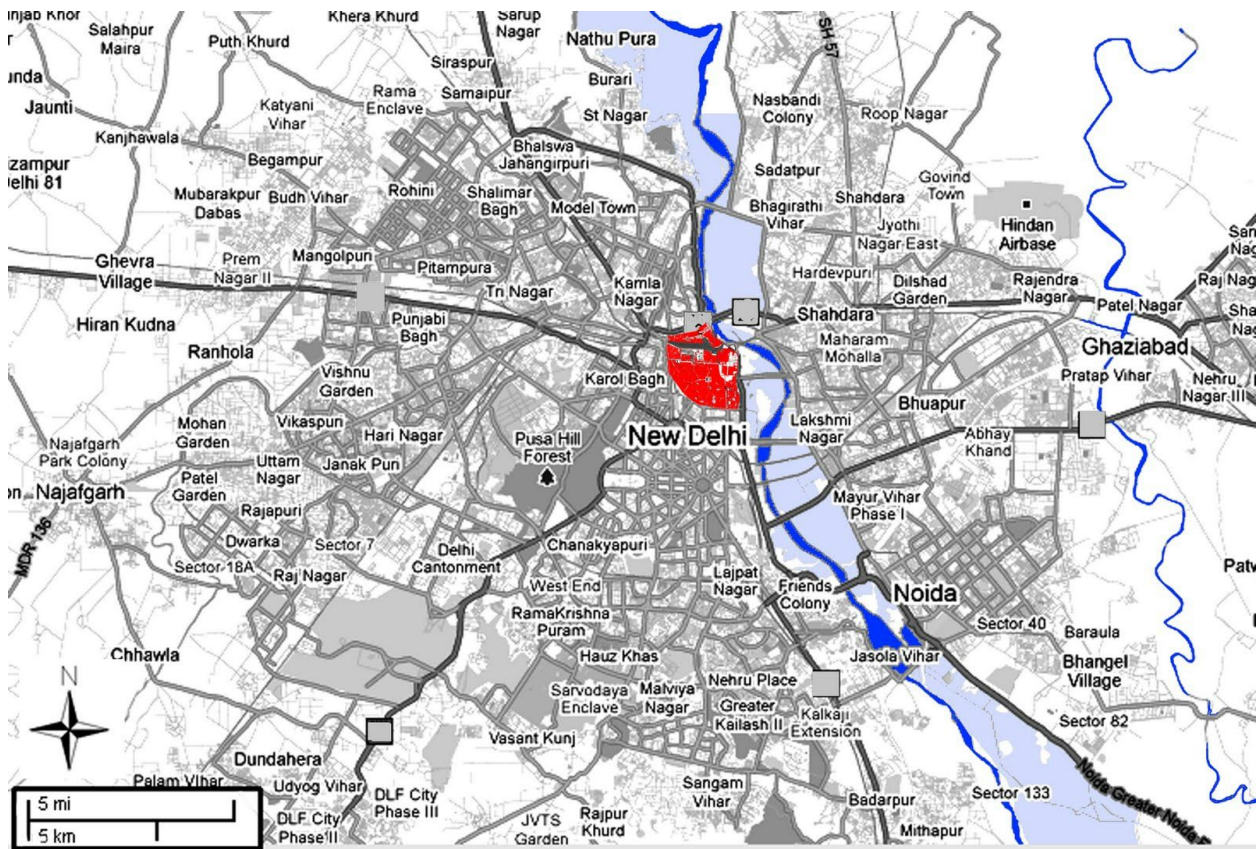 Salahpur
Maira
Puth Khurd
Khera Khurd
Sarup
Nagar
Nathu Pura
SH 57
Siraspur
Burari
Jaunti
Katyani
Vihar
Rama
Enclave
Samaipur
St Nagar
Nasbandi
Colony
Roop Nagar
Kanjhawala
Begampur
Bhalswa
Jahangirpuri
Sadatpur
Delhi 81
Mubarakpur
Dabas
Budh Vihar
Rohini
Shalimar
Bagh
Model Town
Bhagirathi
Vihar
Shahdara
Govind
Town
Jyothi
Nagar East
Hindan
Airbase
Ghevra
Village
Prem
Nagar II
Mangolpuri
Pitampura
Kamla
Nagar
Hardevpuri
Dilshad
Garden
Rajendra
Nagar
Raj Nag
Tri Nagar
Patel Nagar
Hiran Kudna
Punjabi
Bagh
Shahdara
Ranhola
Maharam
Mohalla
Ghaziabad
Vishnu
Garden
Karol Bagh
Pratap Vihar
Nehru
Nagar III
Mohan
Garden
Vikaspuri
Hari Nagar
Pusa Hill
Forest
New Delhi
Lakshmi
Nagar
Bhuapur
Abhay
Khand
Najafgarh
Park Colony
Uttam
Nagar
Janak Puri
Najafgarh
Patel
Garden
Rajapuri
Mayur Vihar
Phase I
MDR-136
Dwarka
Sector 7
Delhi
Cantonment
Chanakyapuri
Sector 18A
Raj Nagar
West End
Lajpat
Nagar
Friends
Colony
Noida
RamaKrishna
Puram
Sector 40
Baraula
Chhawla
Hauz Khas
Jasola Vihar
Bhangel
Village
N
Sarvodaya
Enclave
Malviya
Nagar
Nehru Place
Greater
Kailash II
Kalkaji
Extension
Sector 82
Vasant Kunj
Dundahera
Palam Vihar
Udyog Vihar
DLF City
Phase III
Sangam
Vihar
Badarpur
Sector 133
Noida Greater Noida E
5 mi
5 km
DLF City
Phase II
JVTS
Garden
Rajpur
Khurd
Mithapur